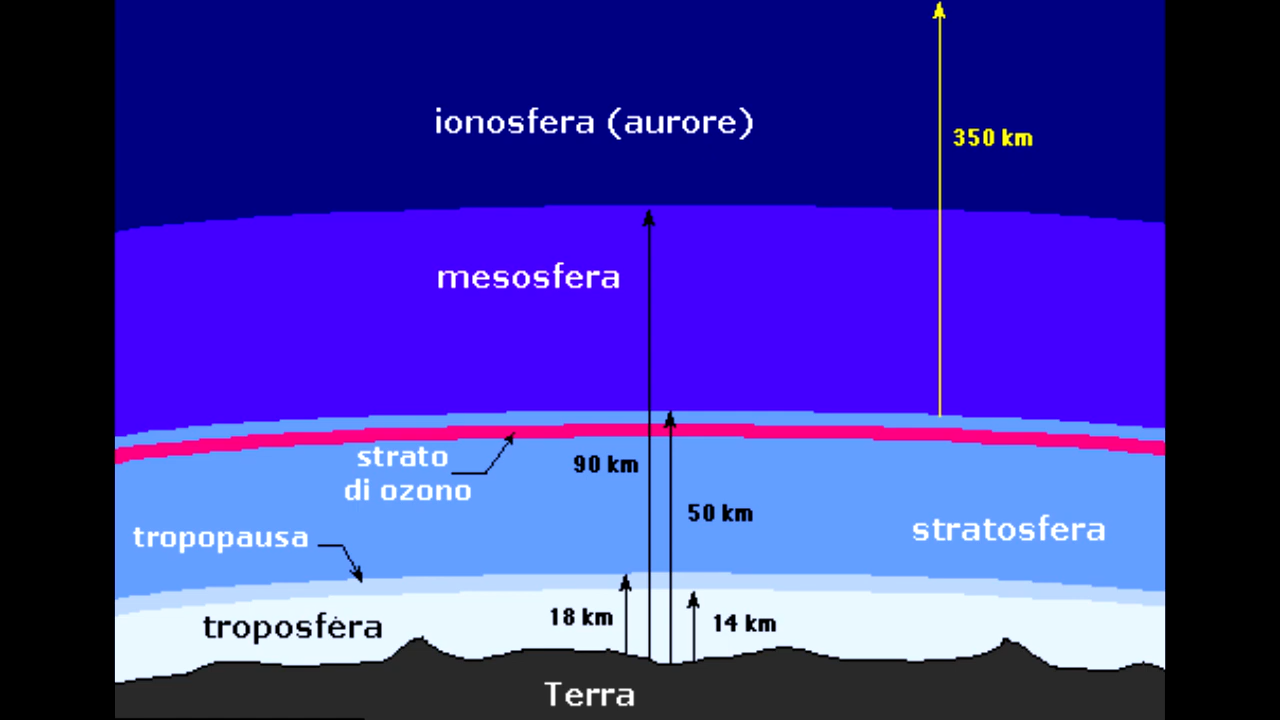 ionosfera (aurore)
350 km
mesosfera
strato
di ozono
90 km
50 km
stratosfera
tropopausa
18 km
14 km
troposfera
Terra